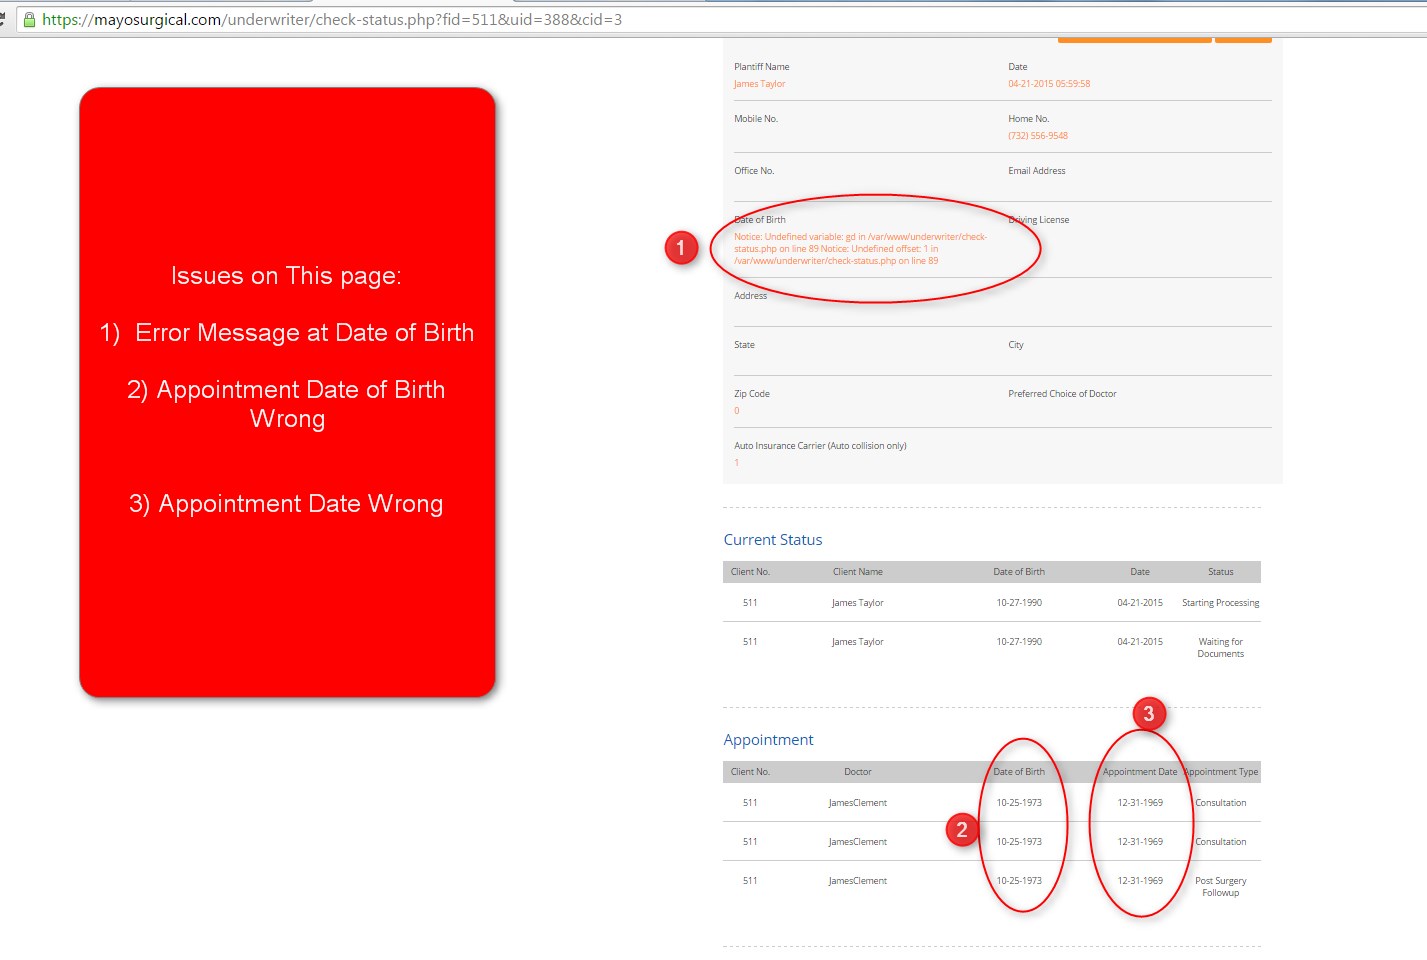 https://mayosurgical.com/underwriter/check-status.php?fid=511&uid=388&cid=3
Issues on This page:
1) Error Message at Date of Birth
2) Appointment Date of Birth
Wrong
3) Appointment Date Wrong
Plantiff Name Date
James Taylor 04-21-2015 05:59:58
Mobile No. Home No.
(732) 556-9548
Office No. Email Address
Date of Birth Driving License
1
Notice: Undefined variable: gd in /var/www/underwriter/check-
status.php on line 89 Notice: Undefined offset: 1 in
/var/www/underwriter/check-status.php on line 89
Address
State City
Zip Code Preferred Choice of Doctor
0
Auto Insurance Carrier (Auto collision only)
1
Current Status
Client No. Client Name Date of Birth Date Status
511 James Taylor 10-27-1990 04-21-2015 Starting Processing
511 James Taylor 10-27-1990 04-21-2015 Waiting for
Documents
3
Appointment
Client No. Doctor Date of Birth Appointment Date Appointment Type
511 JamesClement 10-25-1973 12-31-1969 Consultation
2
511 JamesClement 10-25-1973 12-31-1969 Consultation
511 JamesClement 10-25-1973 12-31-1969 Post Surgery
Followup